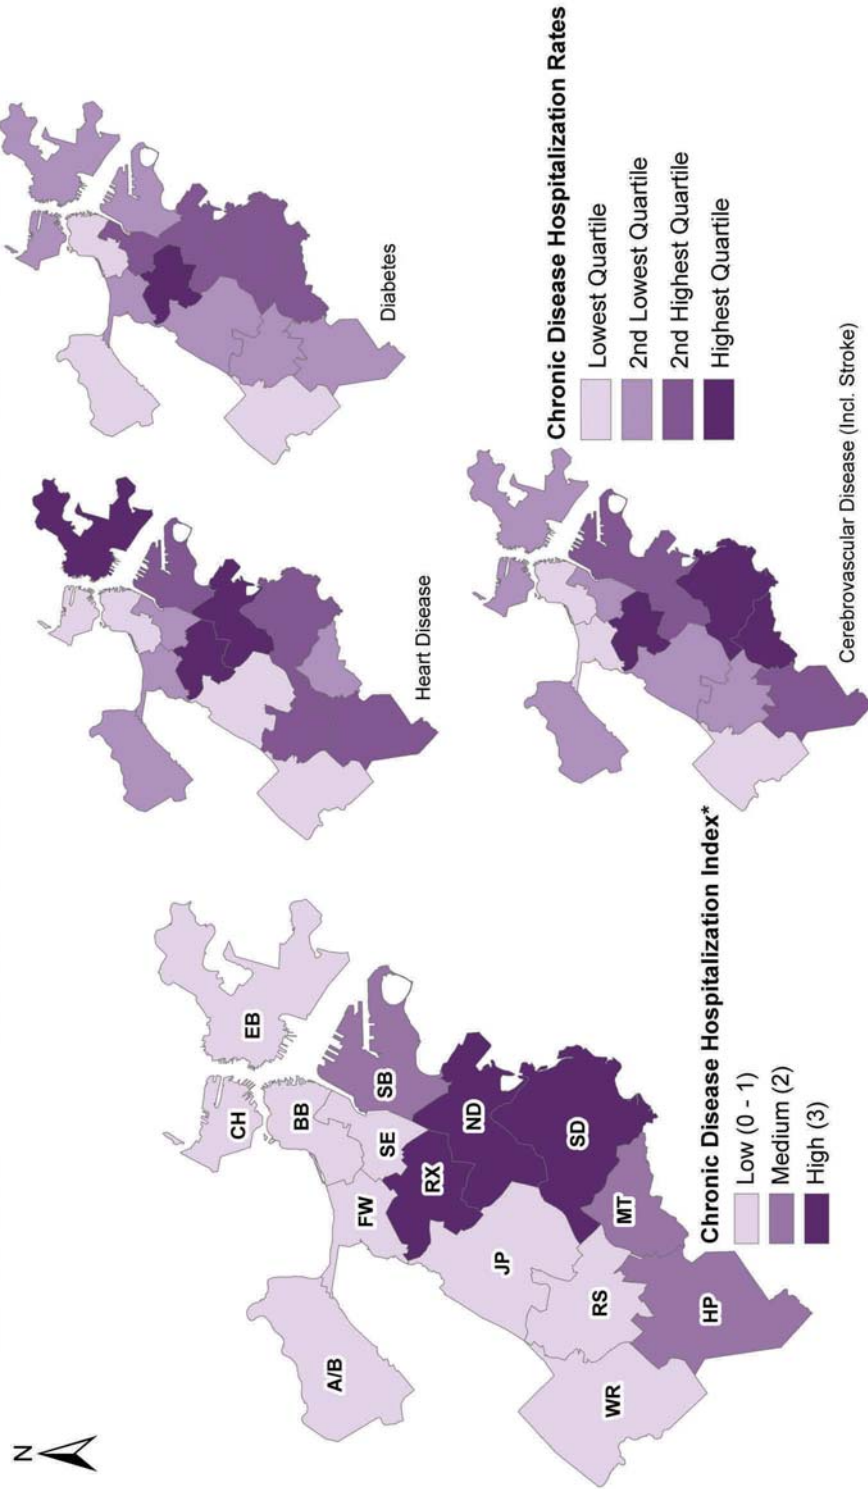 N
A/B
CH
EB
BB
FW
SE
SB
RX
ND
JP
SD
RS
MT
WR
HP
Chronic Disease Hospitalization Index*
Low (0 - 1)
Medium (2)
High (3)
Heart Disease
Diabetes
Cerebrovascular Disease (Incl. Stroke)
Chronic Disease Hospitalization Rates
Lowest Quartile
2nd Lowest Quartile
2nd Highest Quartile
Highest Quartile